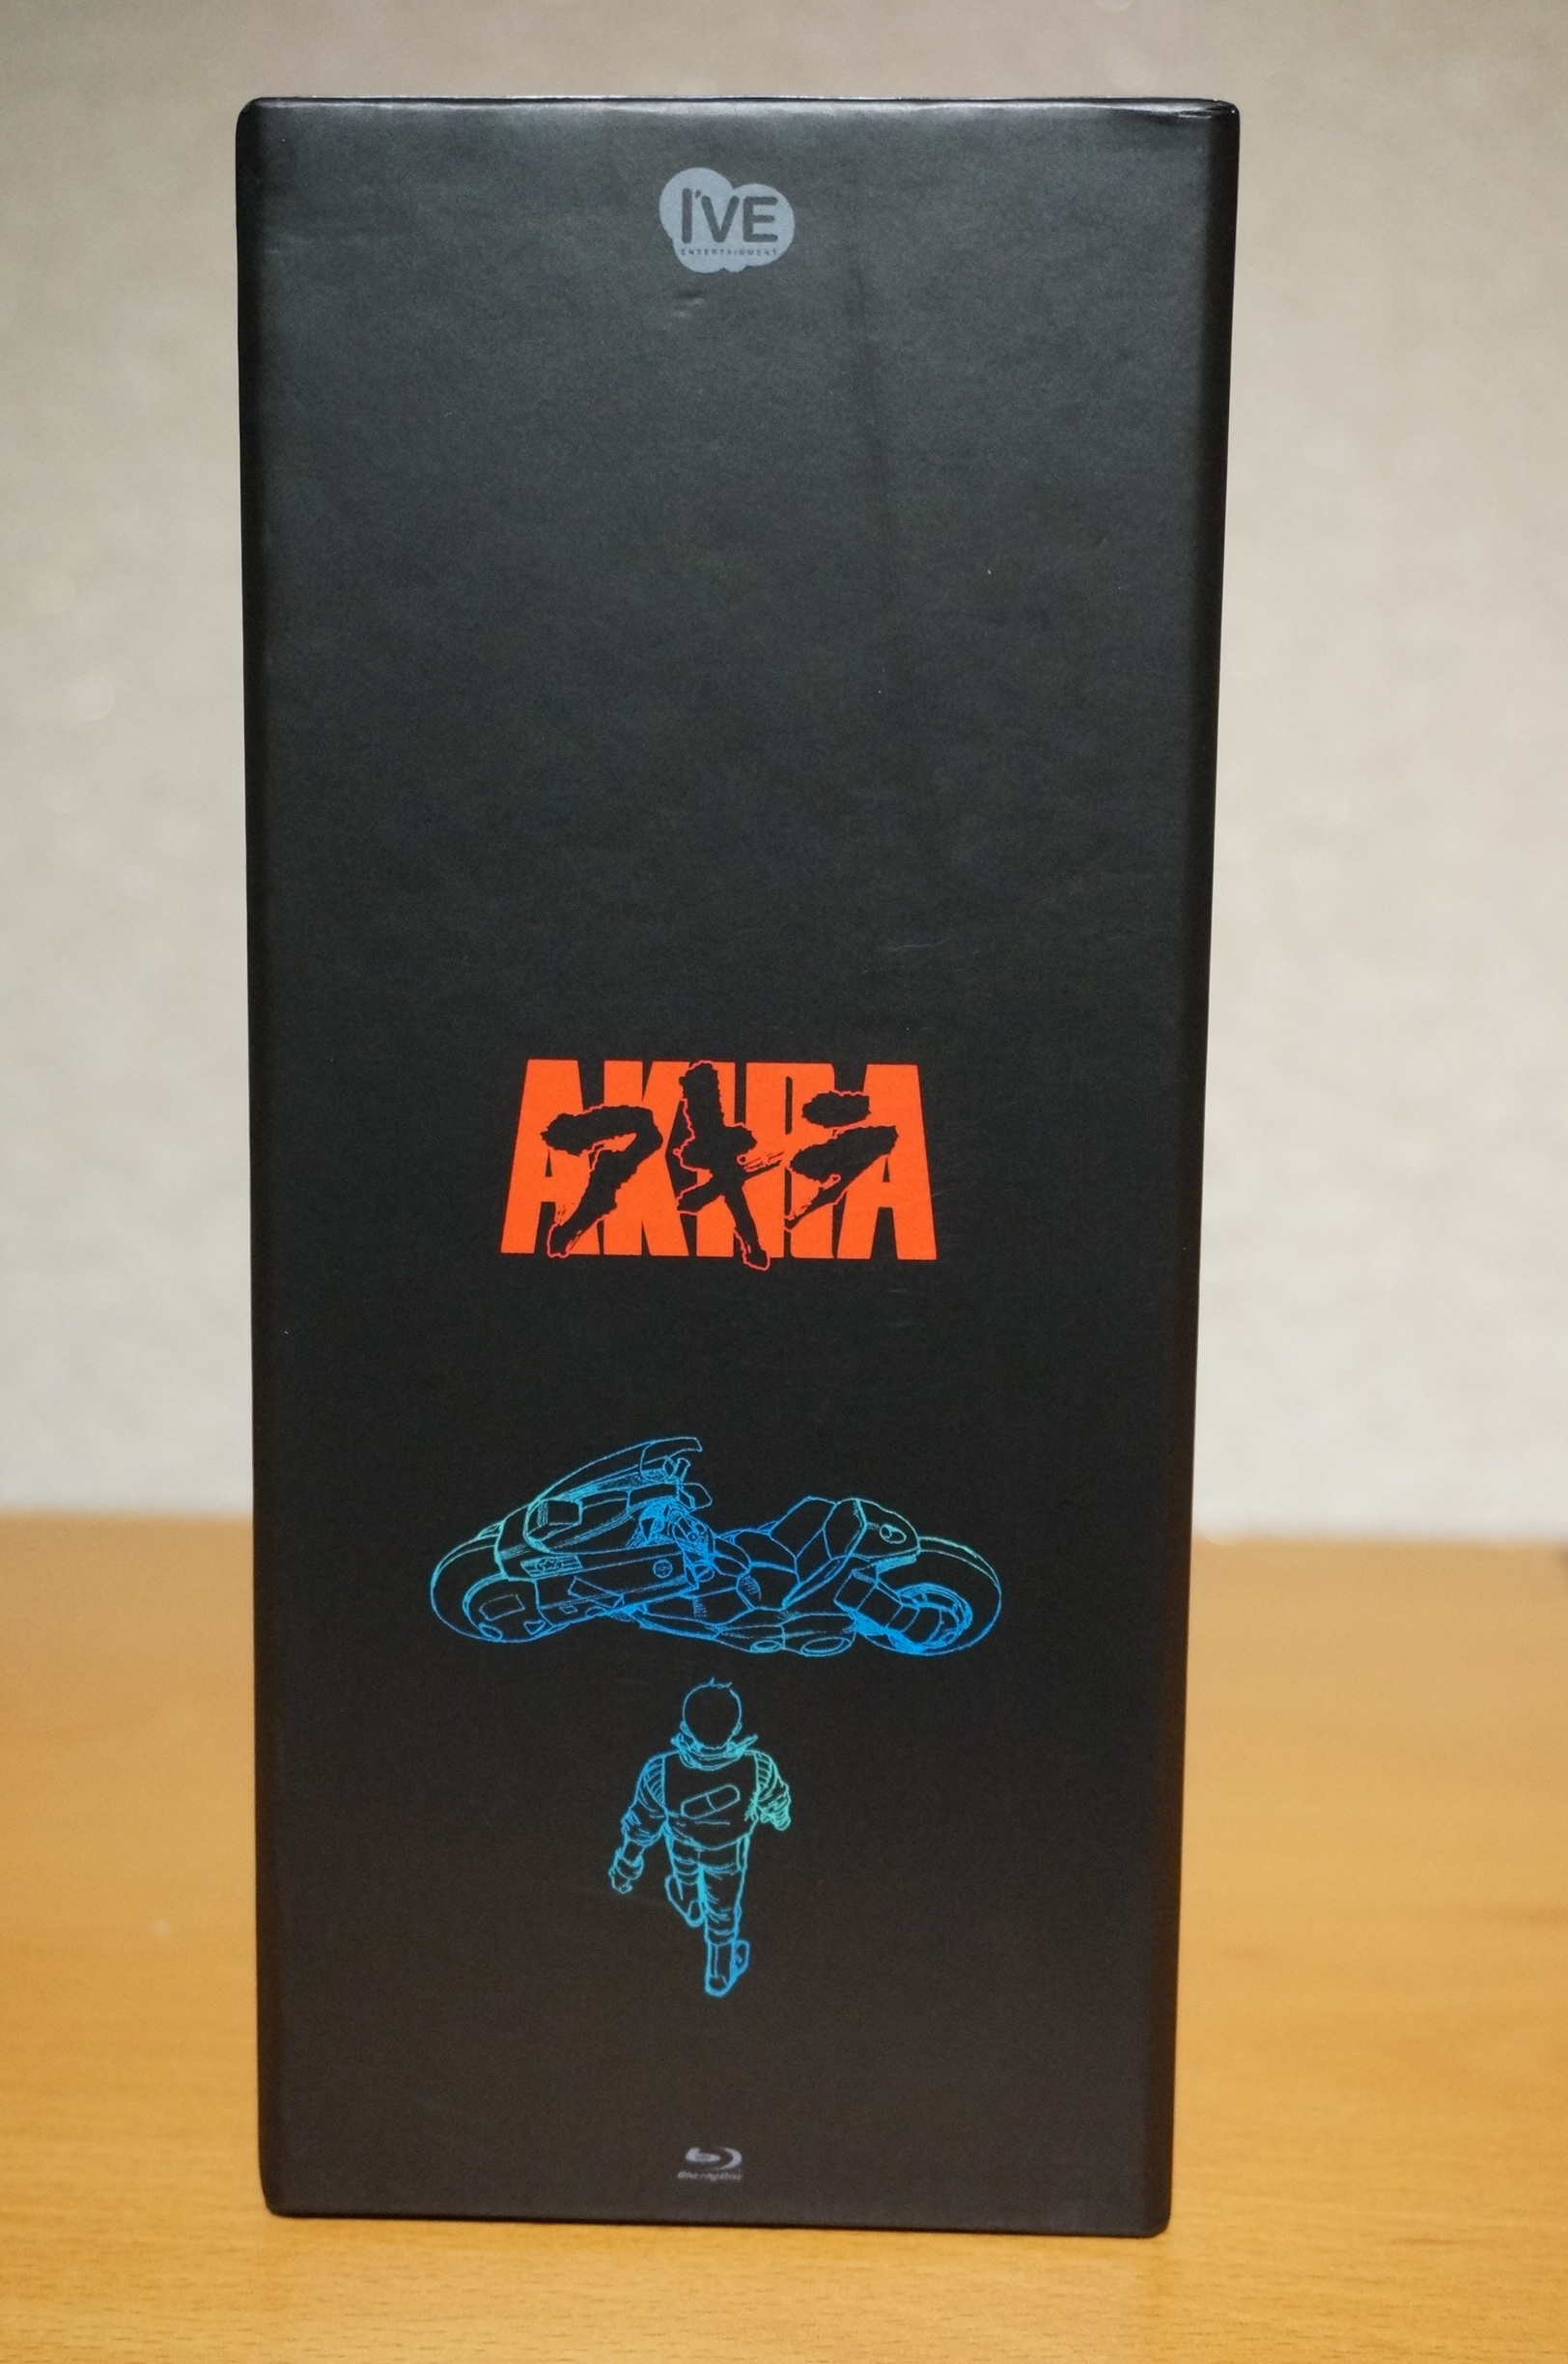 I'VE
ENTERTAINMENT
AKIRA
アキラ
Blu-ray Disc